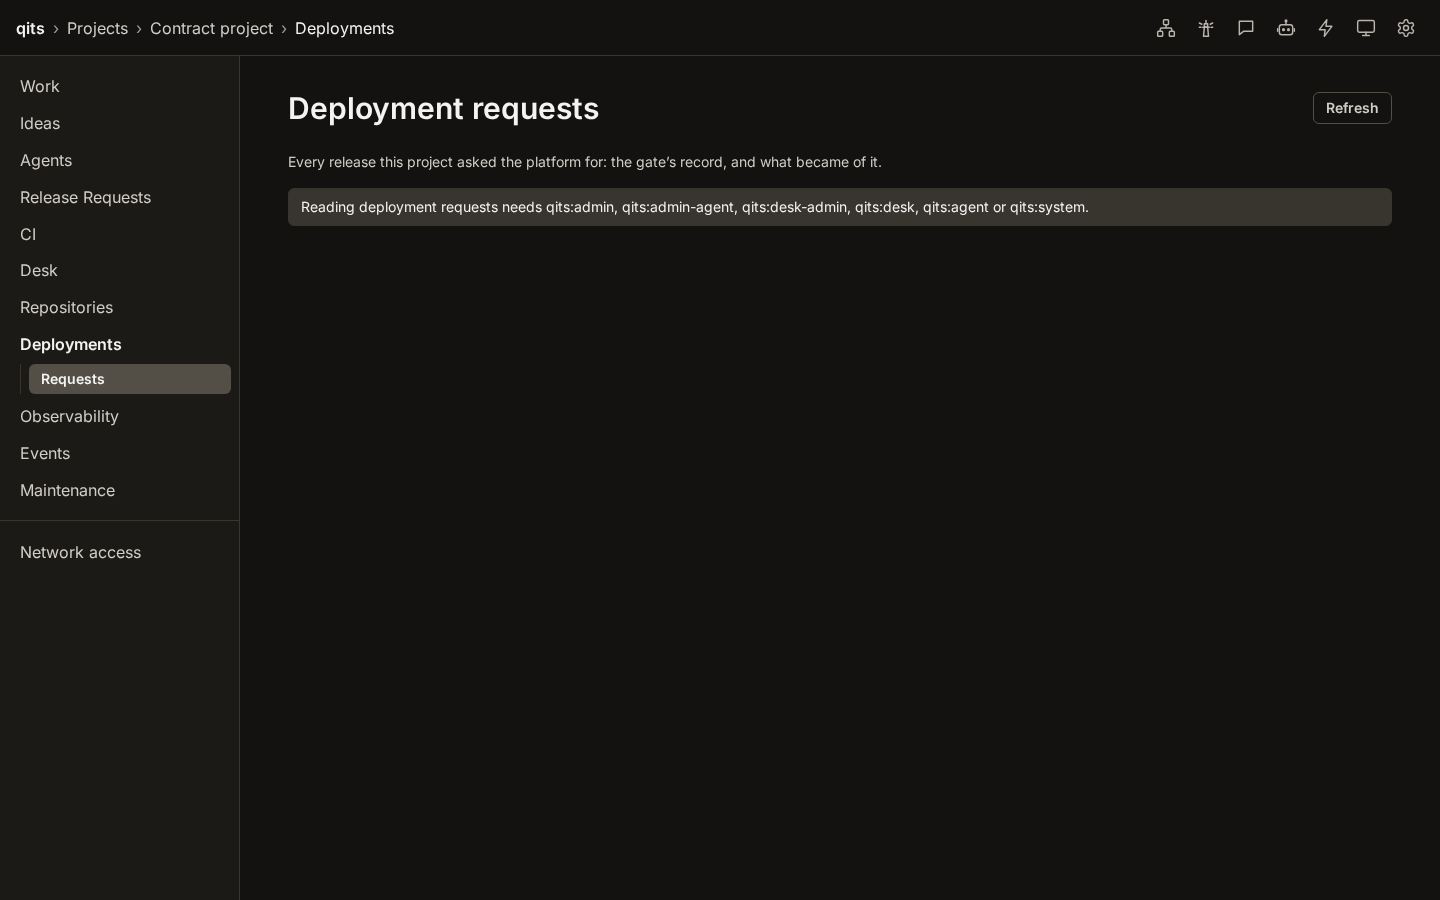 qits › Projects › Contract project › Deployments
Work
Ideas
Agents
Release Requests
CI
Desk
Repositories
Deployments
Requests
Observability
Events
Maintenance
Network access
Deployment requests
Refresh
Every release this project asked the platform for: the gate’s record, and what became of it.
Reading deployment requests needs qits:admin, qits:admin-agent, qits:desk-admin, qits:desk, qits:agent or qits:system.